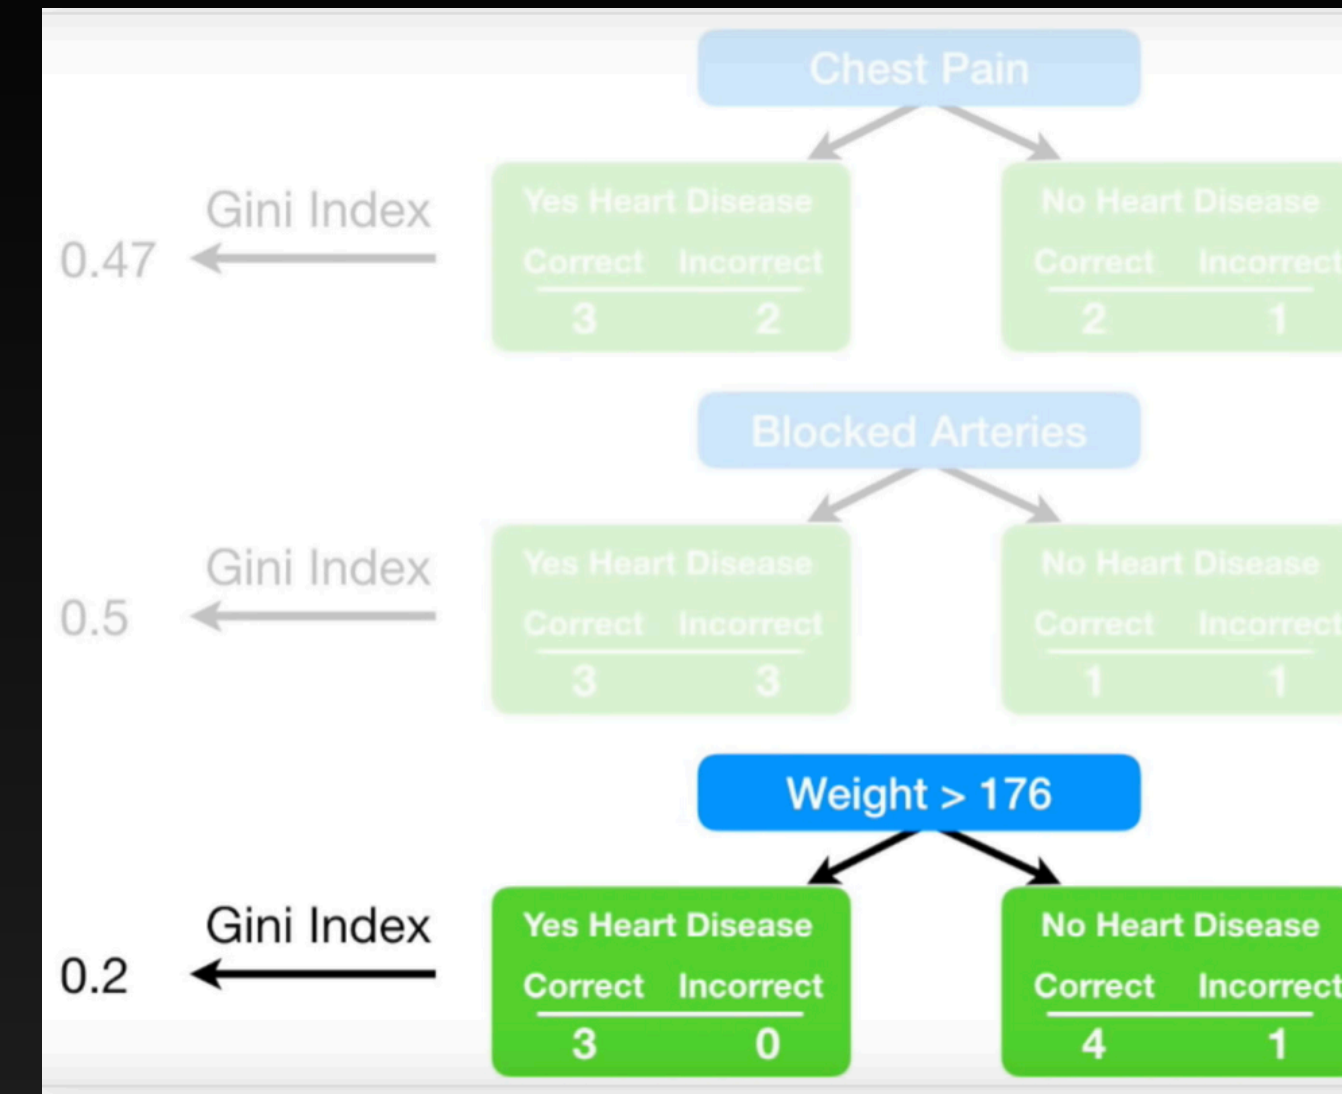 Chest Pain
Gini Index
0.47
Yes Heart Disease
Correct Incorrect
3 2
No Heart Disease
Correct Incorrect
2 1
Blocked Arteries
Gini Index
0.5
Yes Heart Disease
Correct Incorrect
3 3
No Heart Disease
Correct Incorrect
1 1
Weight > 176
Gini Index
0.2
Yes Heart Disease
Correct Incorrect
3 0
No Heart Disease
Correct Incorrect
4 1